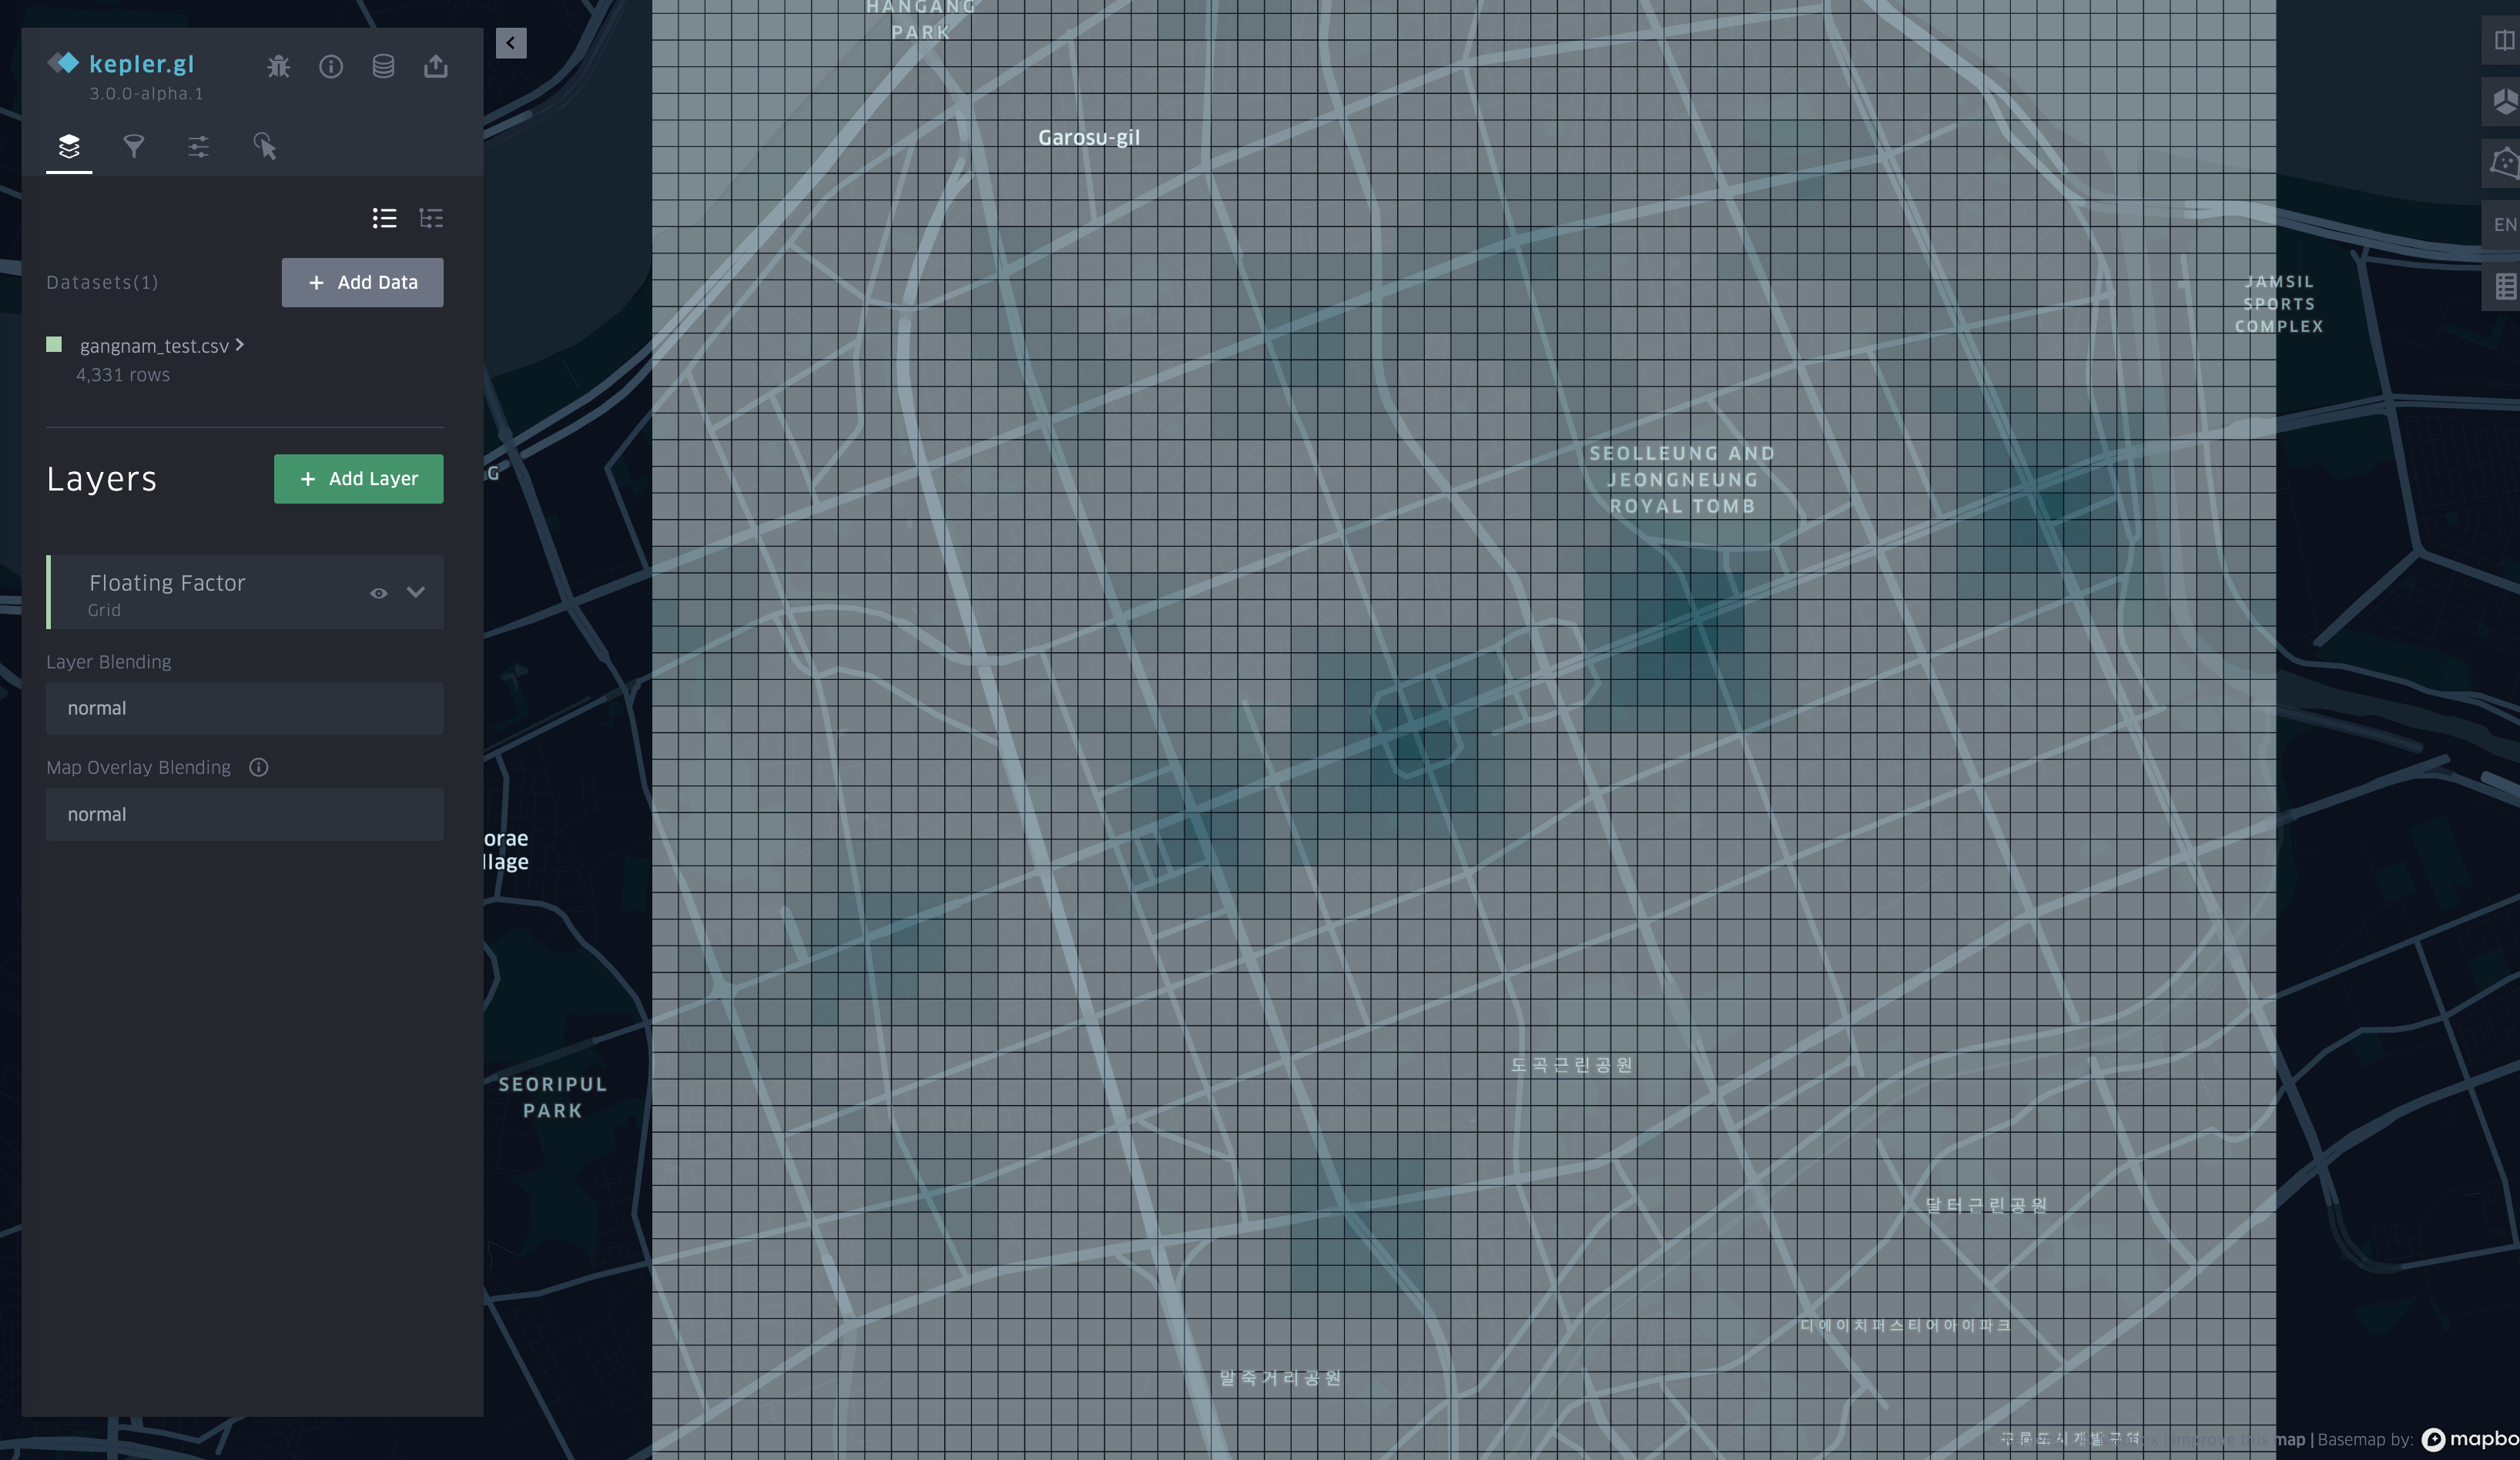 kepler.gl
3.0.0-alpha.1
Datasets(1)
+ Add Data
gangnam_test.csv
4,331 rows
Layers
+ Add Layer
Floating Factor
Grid
Layer Blending
normal
Map Overlay Blending
normal
HANGANG
PARK
Garosu-gil
EN
JAMSIL
SPORTS
COMPLEX
SEOLLEUNG AND
JEONGNEUNG
ROYAL TOMB
G
orae
llage
SEORIPUL
PARK
도곡근린공원
달터근린공원
디에이치퍼스티어아이파크
말죽거리공원
Improve this map | Basemap by:
mapbo